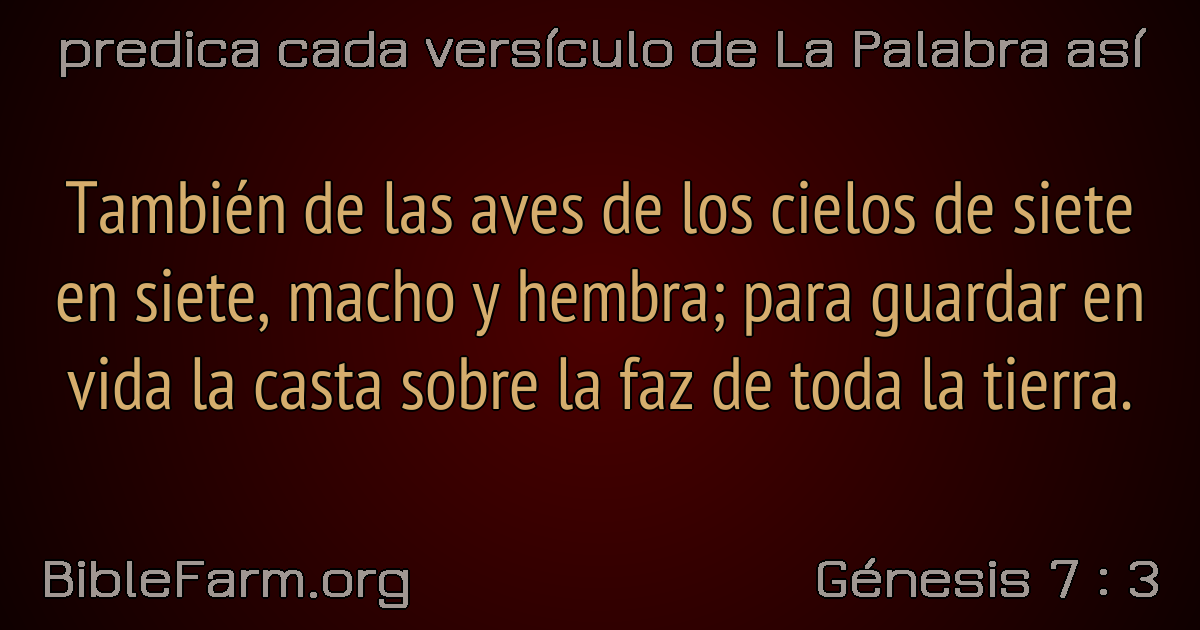 predica cada versículo de La Palabra así
También de las aves de los cielos de siete
en siete, macho y hembra; para guardar en
vida la casta sobre la faz de toda la tierra.
BibleFarm.org
Génesis 7 : 3